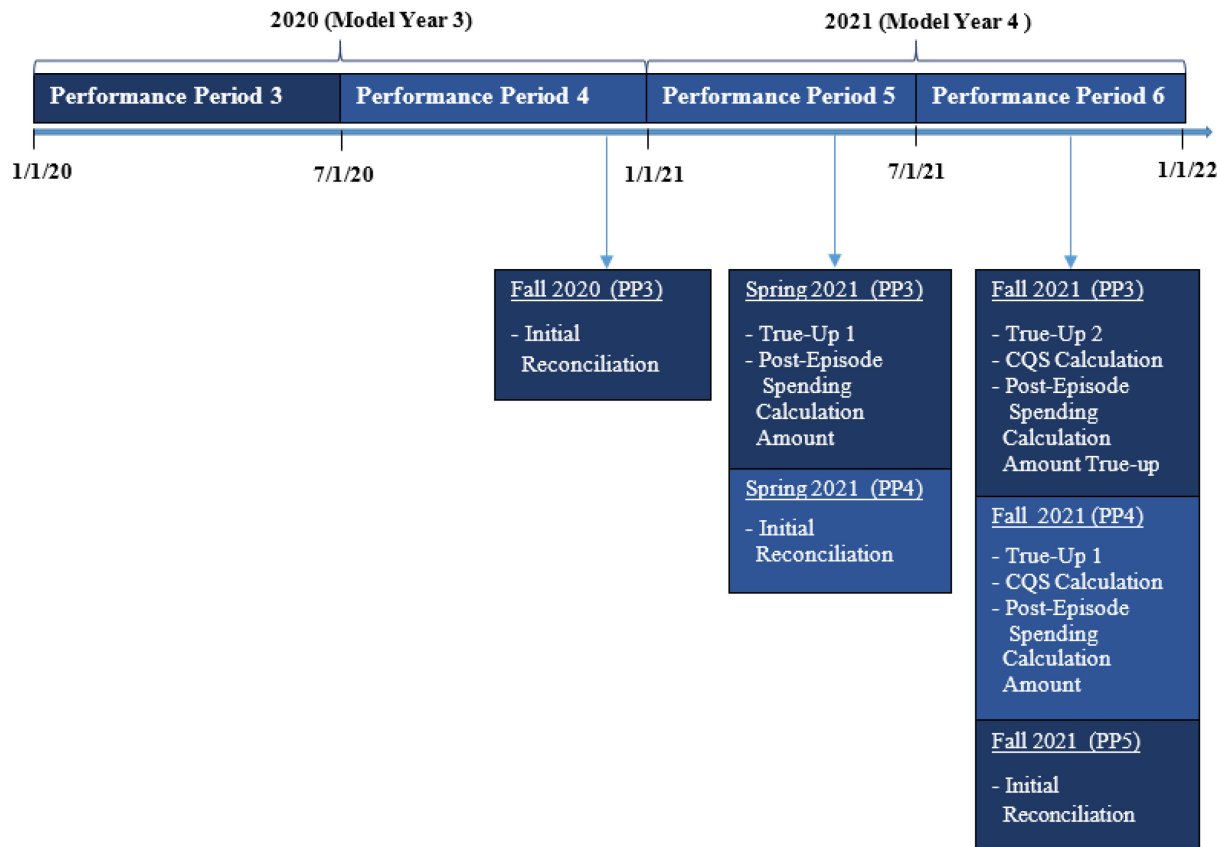 2020 (Model Year 3)
2021 (Model Year 4 )
Performance Period 3
Performance Period 4
Performance Period 5
Performance Period 6
1/1/20
7/1/20
1/1/21
7/1/21
1/1/22
Fall 2020 (PP3)
- Initial
Reconciliation
Spring 2021 (PP3)
- True-Up 1
- Post-Episode
Spending
Calculation
Amount
Spring 2021 (PP4)
- Initial
Reconciliation
Fall 2021 (PP3)
- True-Up 2
- CQS Calculation
- Post-Episode
Spending
Calculation
Amount True-up
Fall 2021 (PP4)
- True-Up 1
- CQS Calculation
- Post-Episode
Spending
Calculation
Amount
Fall 2021 (PP5)
- Initial
Reconciliation